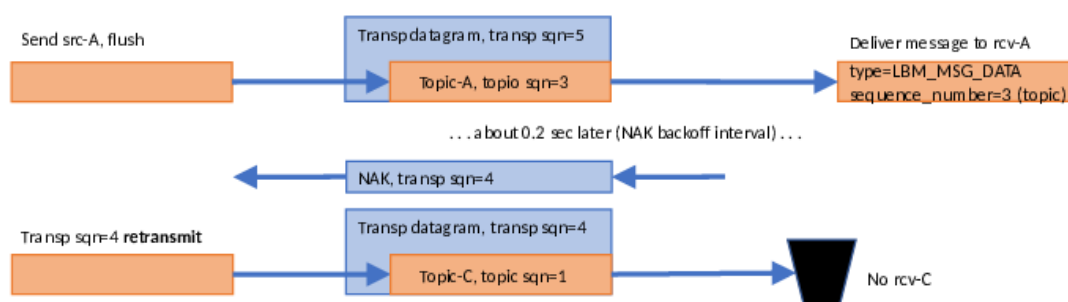 Send src-A, flush
Transp datagram, transp sqn=5
Deliver message to rcv-A
Topic-A, topio sqn=3
type=LBM_MSG_DATA
sequence_number=3 (topic)
. . . about 0.2 sec later (NAK backoff interval) . . .
NAK, transp sqn=4
Transp datagram, transp sqn=4
Transp sqn=4 retransmit
Topic-C, topic sqn=1
No rcv-C